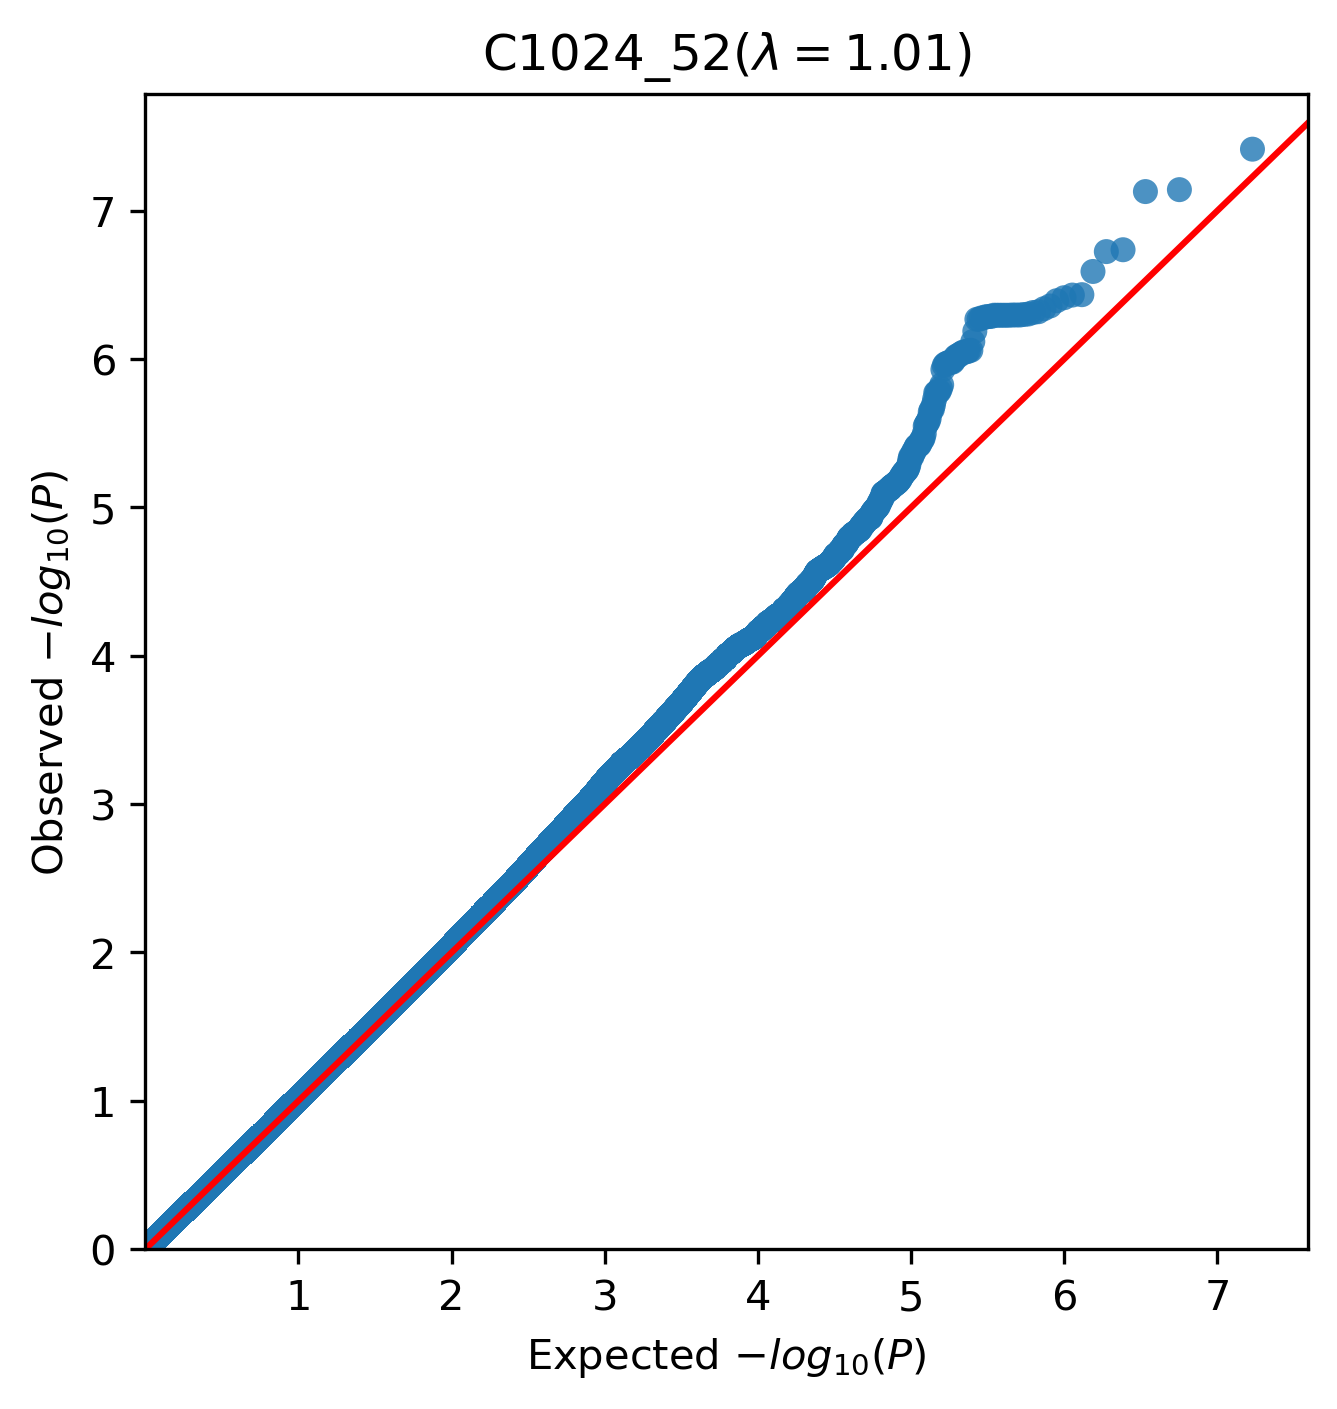 C1024_52(λ = 1.01)
Observed −log₁₀(P)
7
6
5
4
3
2
1
0
1 2 3 4 5 6 7
Expected −log₁₀(P)